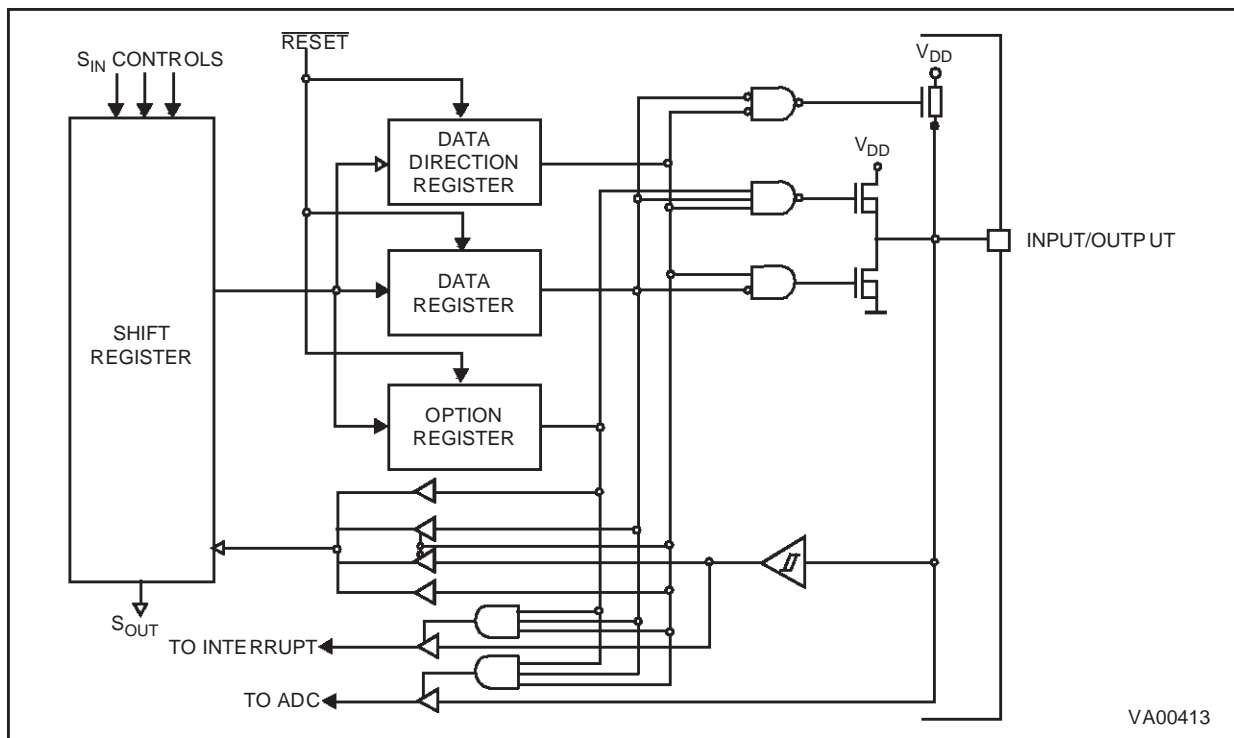 RESET
S_IN CONTROLS
V_DD
DATA
DIRECTION
REGISTER
V_DD
INPUT/OUTPUT
DATA
REGISTER
SHIFT
REGISTER
OPTION
REGISTER
S_OUT
TO INTERRUPT
TO ADC
VA00413